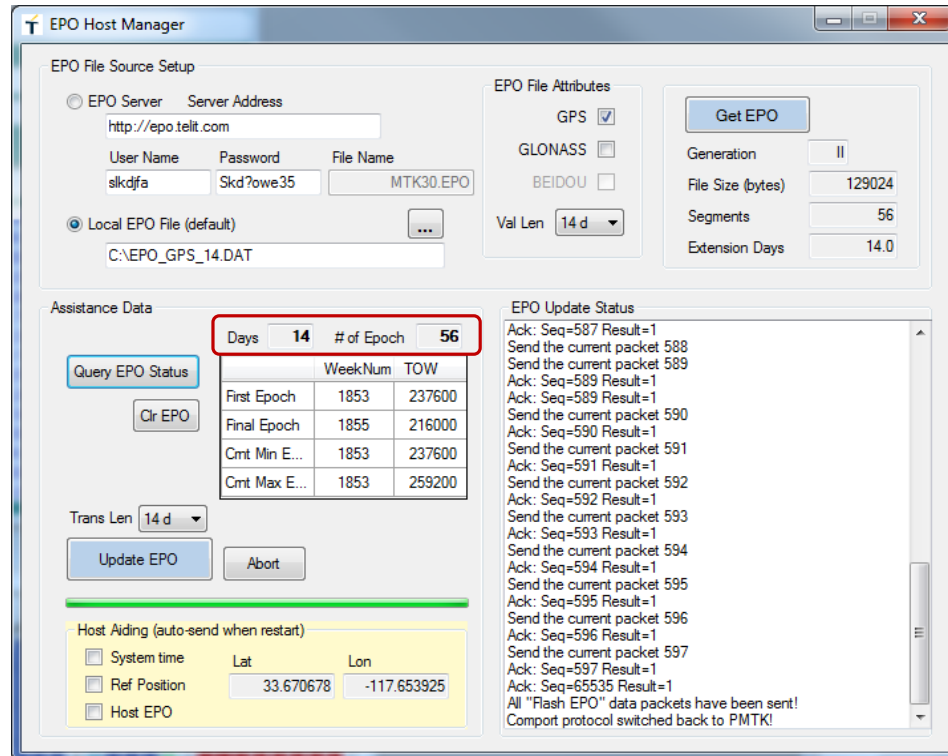 EPO Host Manager
EPO File Source Setup
EPO Server Server Address
http://epo.telit.com
User Name Password File Name
slkdjfa Skd?owe35 MTK30.EPO
Local EPO File (default) ...
C:\EPO_GPS_14.DAT
EPO File Attributes
GPS
GLONASS
BEIDOU
Val Len 14 d
Get EPO
Generation II
File Size (bytes) 129024
Segments 56
Extension Days 14.0
Assistance Data
Days 14 # of Epoch 56
Query EPO Status
Clr EPO
WeekNum TOW
First Epoch 1853 237600
Final Epoch 1855 216000
Crnt Min E... 1853 237600
Crnt Max E... 1853 259200
Trans Len 14 d
Update EPO Abort
Host Aiding (auto-send when restart)
System time Lat Lon
Ref Position 33.670678 -117.653925
Host EPO
EPO Update Status
Ack: Seq=587 Result=1
Send the current packet 588
Send the current packet 589
Ack: Seq=589 Result=1
Ack: Seq=589 Result=1
Send the current packet 590
Ack: Seq=590 Result=1
Send the current packet 591
Ack: Seq=591 Result=1
Send the current packet 592
Ack: Seq=592 Result=1
Send the current packet 593
Ack: Seq=593 Result=1
Send the current packet 594
Ack: Seq=594 Result=1
Send the current packet 595
Ack: Seq=595 Result=1
Send the current packet 596
Ack: Seq=596 Result=1
Send the current packet 597
Ack: Seq=597 Result=1
Ack: Seq=65535 Result=1
All "Flash EPO" data packets have been sent!
Comport protocol switched back to PMTK!